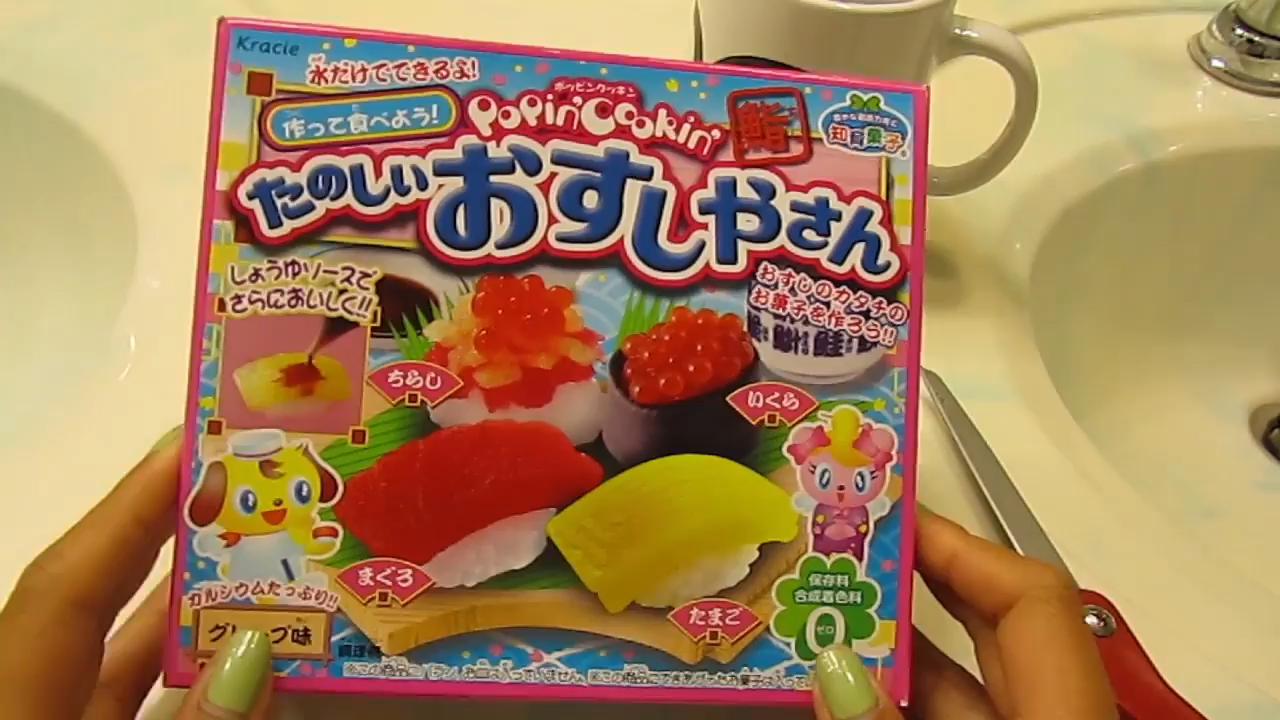 Kracie
水だけでできるよ!
ポッピンクッキン
作って食べよう!
Popin'Cookin'
鮨
知育菓子
たのしいおすしやさん
しょうゆソースで
さらにおいしく!!
おすしのカタチの
お菓子を作ろう!!
ちらし
いくら
まぐろ
たまご
カルシウムたっぷり!!
グレープ味
保存料
合成着色料
0
ゼロ